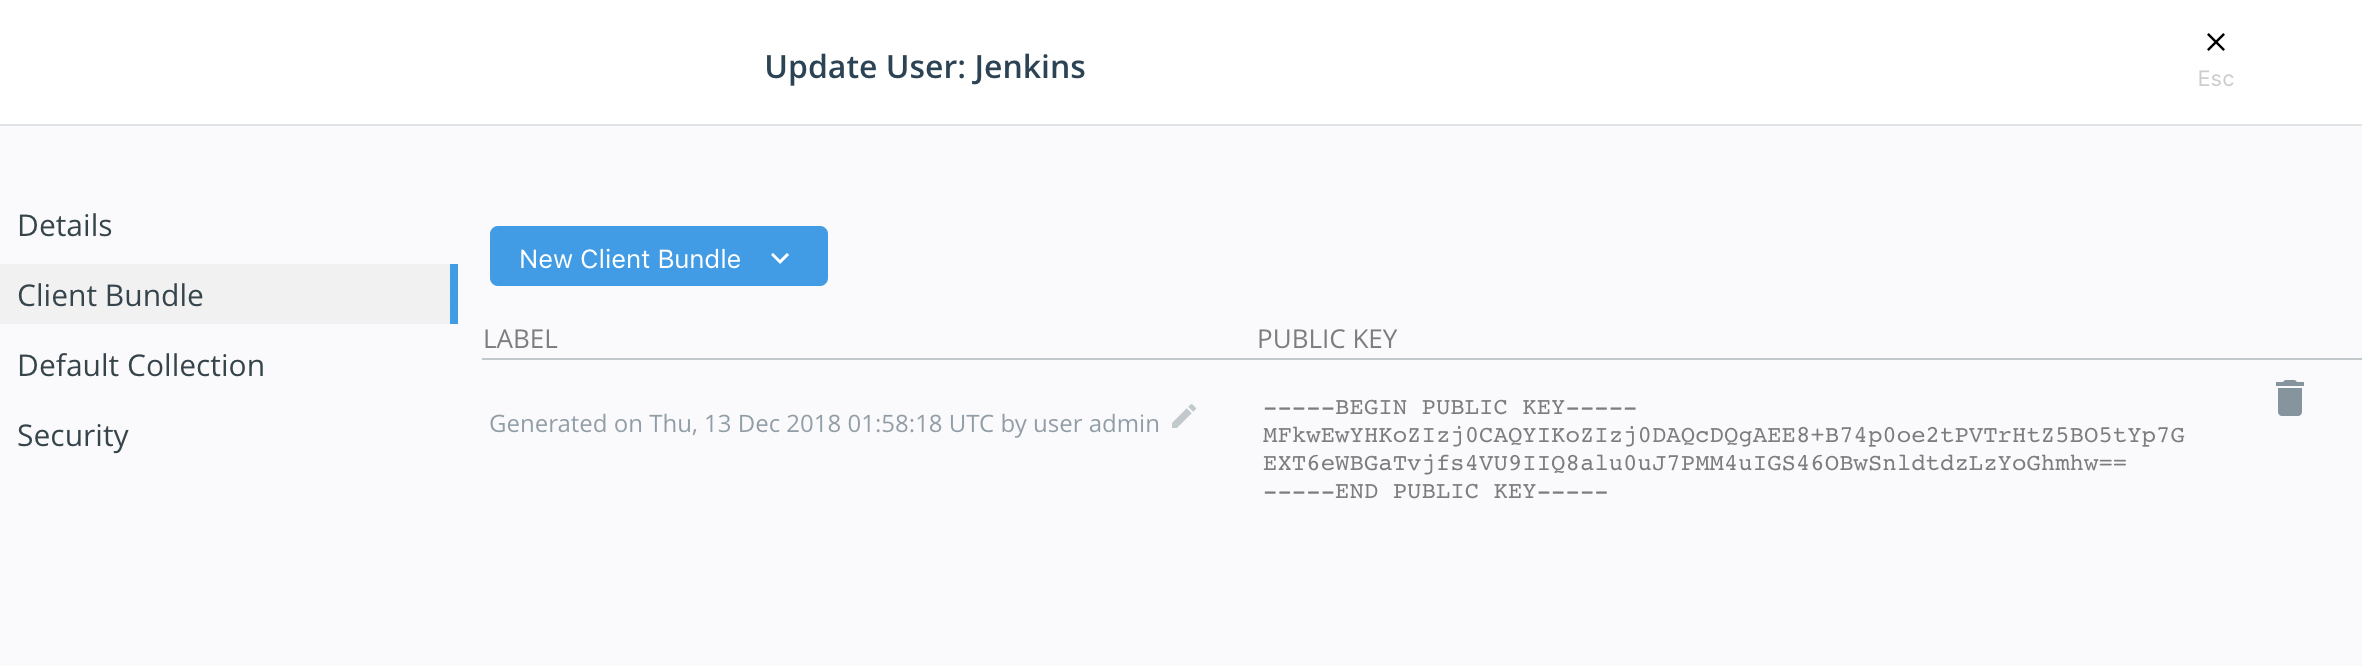 Update User: Jenkins
Esc
Details
Client Bundle
Default Collection
Security
New Client Bundle
LABEL
PUBLIC KEY
Generated on Thu, 13 Dec 2018 01:58:18 UTC by user admin
-----BEGIN PUBLIC KEY-----
MFkwEwYHKoZIzj0CAQYIKoZIzj0DAQcDQgAEE8+B74p0oe2tPVTrHtZ5BO5tYp7G
EXT6eWBGaTvjfs4VU9IIQ8alu0uJ7PMM4uIGS46OBwSnldtdzLzYoGhmhw==
-----END PUBLIC KEY-----